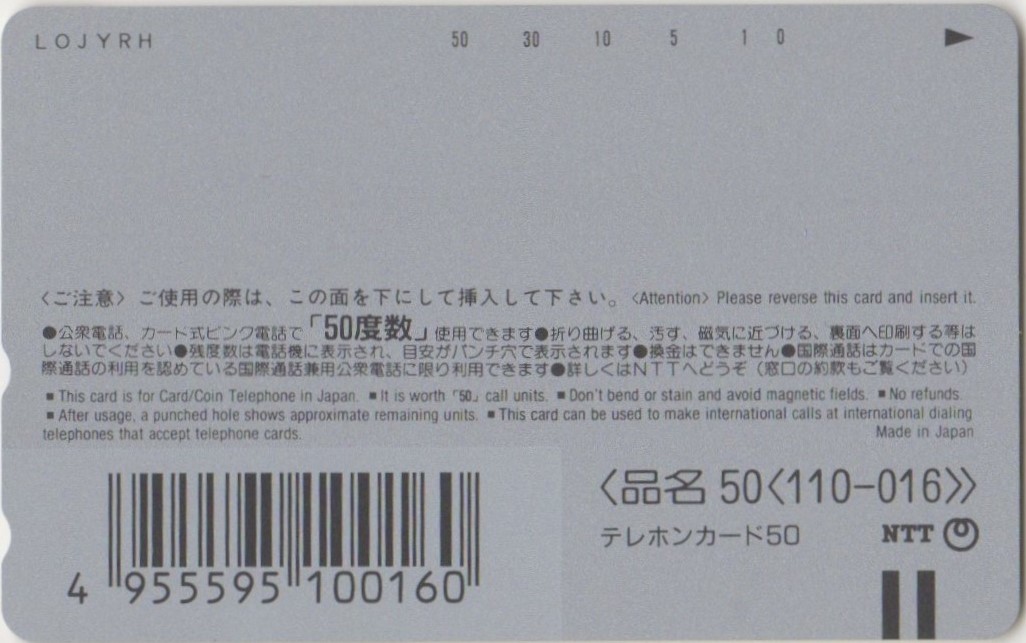 LOJYRH 50 30 10 5 1 0
〈ご注意〉ご使用の際は、この面を下にして挿入して下さい。〈Attention〉Please reverse this card and insert it.
●公衆電話、カード式ピンク電話で「50度数」使用できます●折り曲げる、汚す、磁気に近づける、裏面へ印刷する等は
しないでください●残度数は電話機に表示され、目安がパンチ穴で表示されます●換金はできません●国際通話はカードでの国
際通話の利用を認めている国際通話兼用公衆電話に限り利用できます●詳しくはNTTへどうぞ（窓口の約款もご覧ください）
■This card is for Card/Coin Telephone in Japan. ■It is worth「50」call units. ■Don't bend or stain and avoid magnetic fields. ■No refunds.
■After usage, a punched hole shows approximate remaining units. ■This card can be used to make international calls at international dialing
telephones that accept telephone cards. Made in Japan
〈品名 50〈110-016〉〉
テレホンカード50 NTT
4 955595 100160